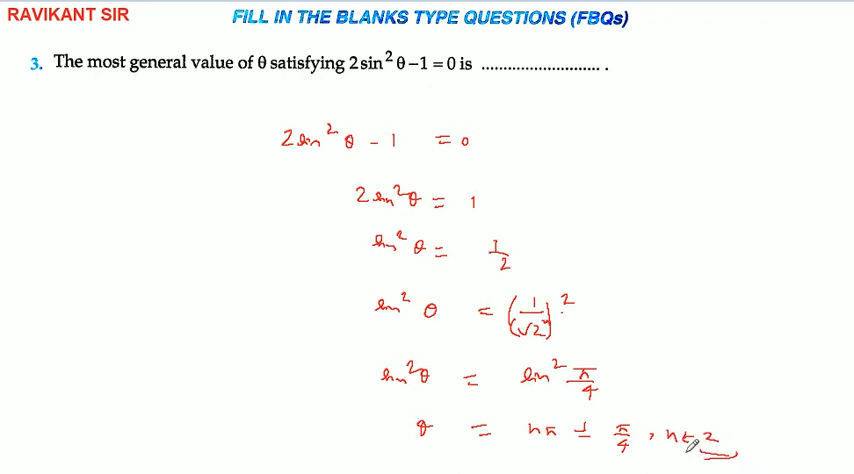 RAVIKANT SIR
FILL IN THE BLANKS TYPE QUESTIONS (FBQs)
3. The most general value of θ satisfying 2sin²θ−1=0 is ........................... .
2sin²θ - 1 = 0
2sin²θ = 1
sin²θ = 1/2
sin²θ = (1/√2)²
sin²θ = sin² π/4
θ = nπ ± π/4, n∈Z